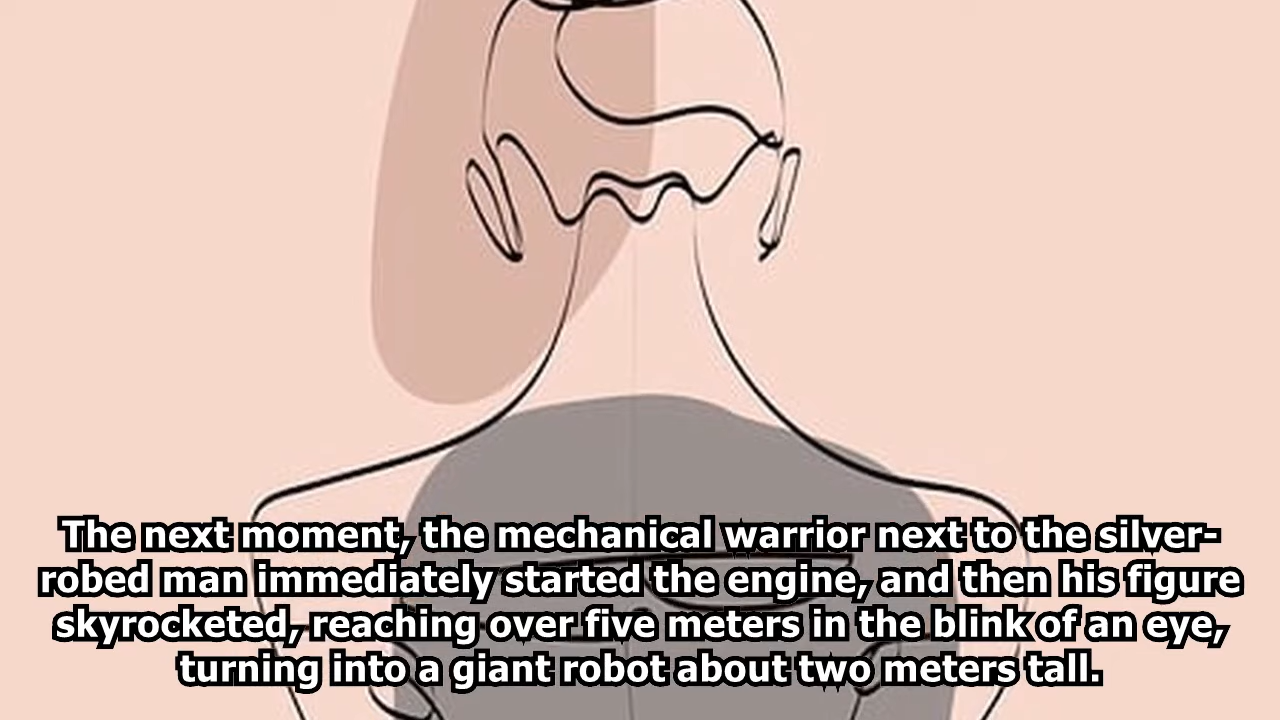 The next moment, the mechanical warrior next to the silver-
robed man immediately started the engine, and then his figure
skyrocketed, reaching over five meters in the blink of an eye,
turning into a giant robot about two meters tall.